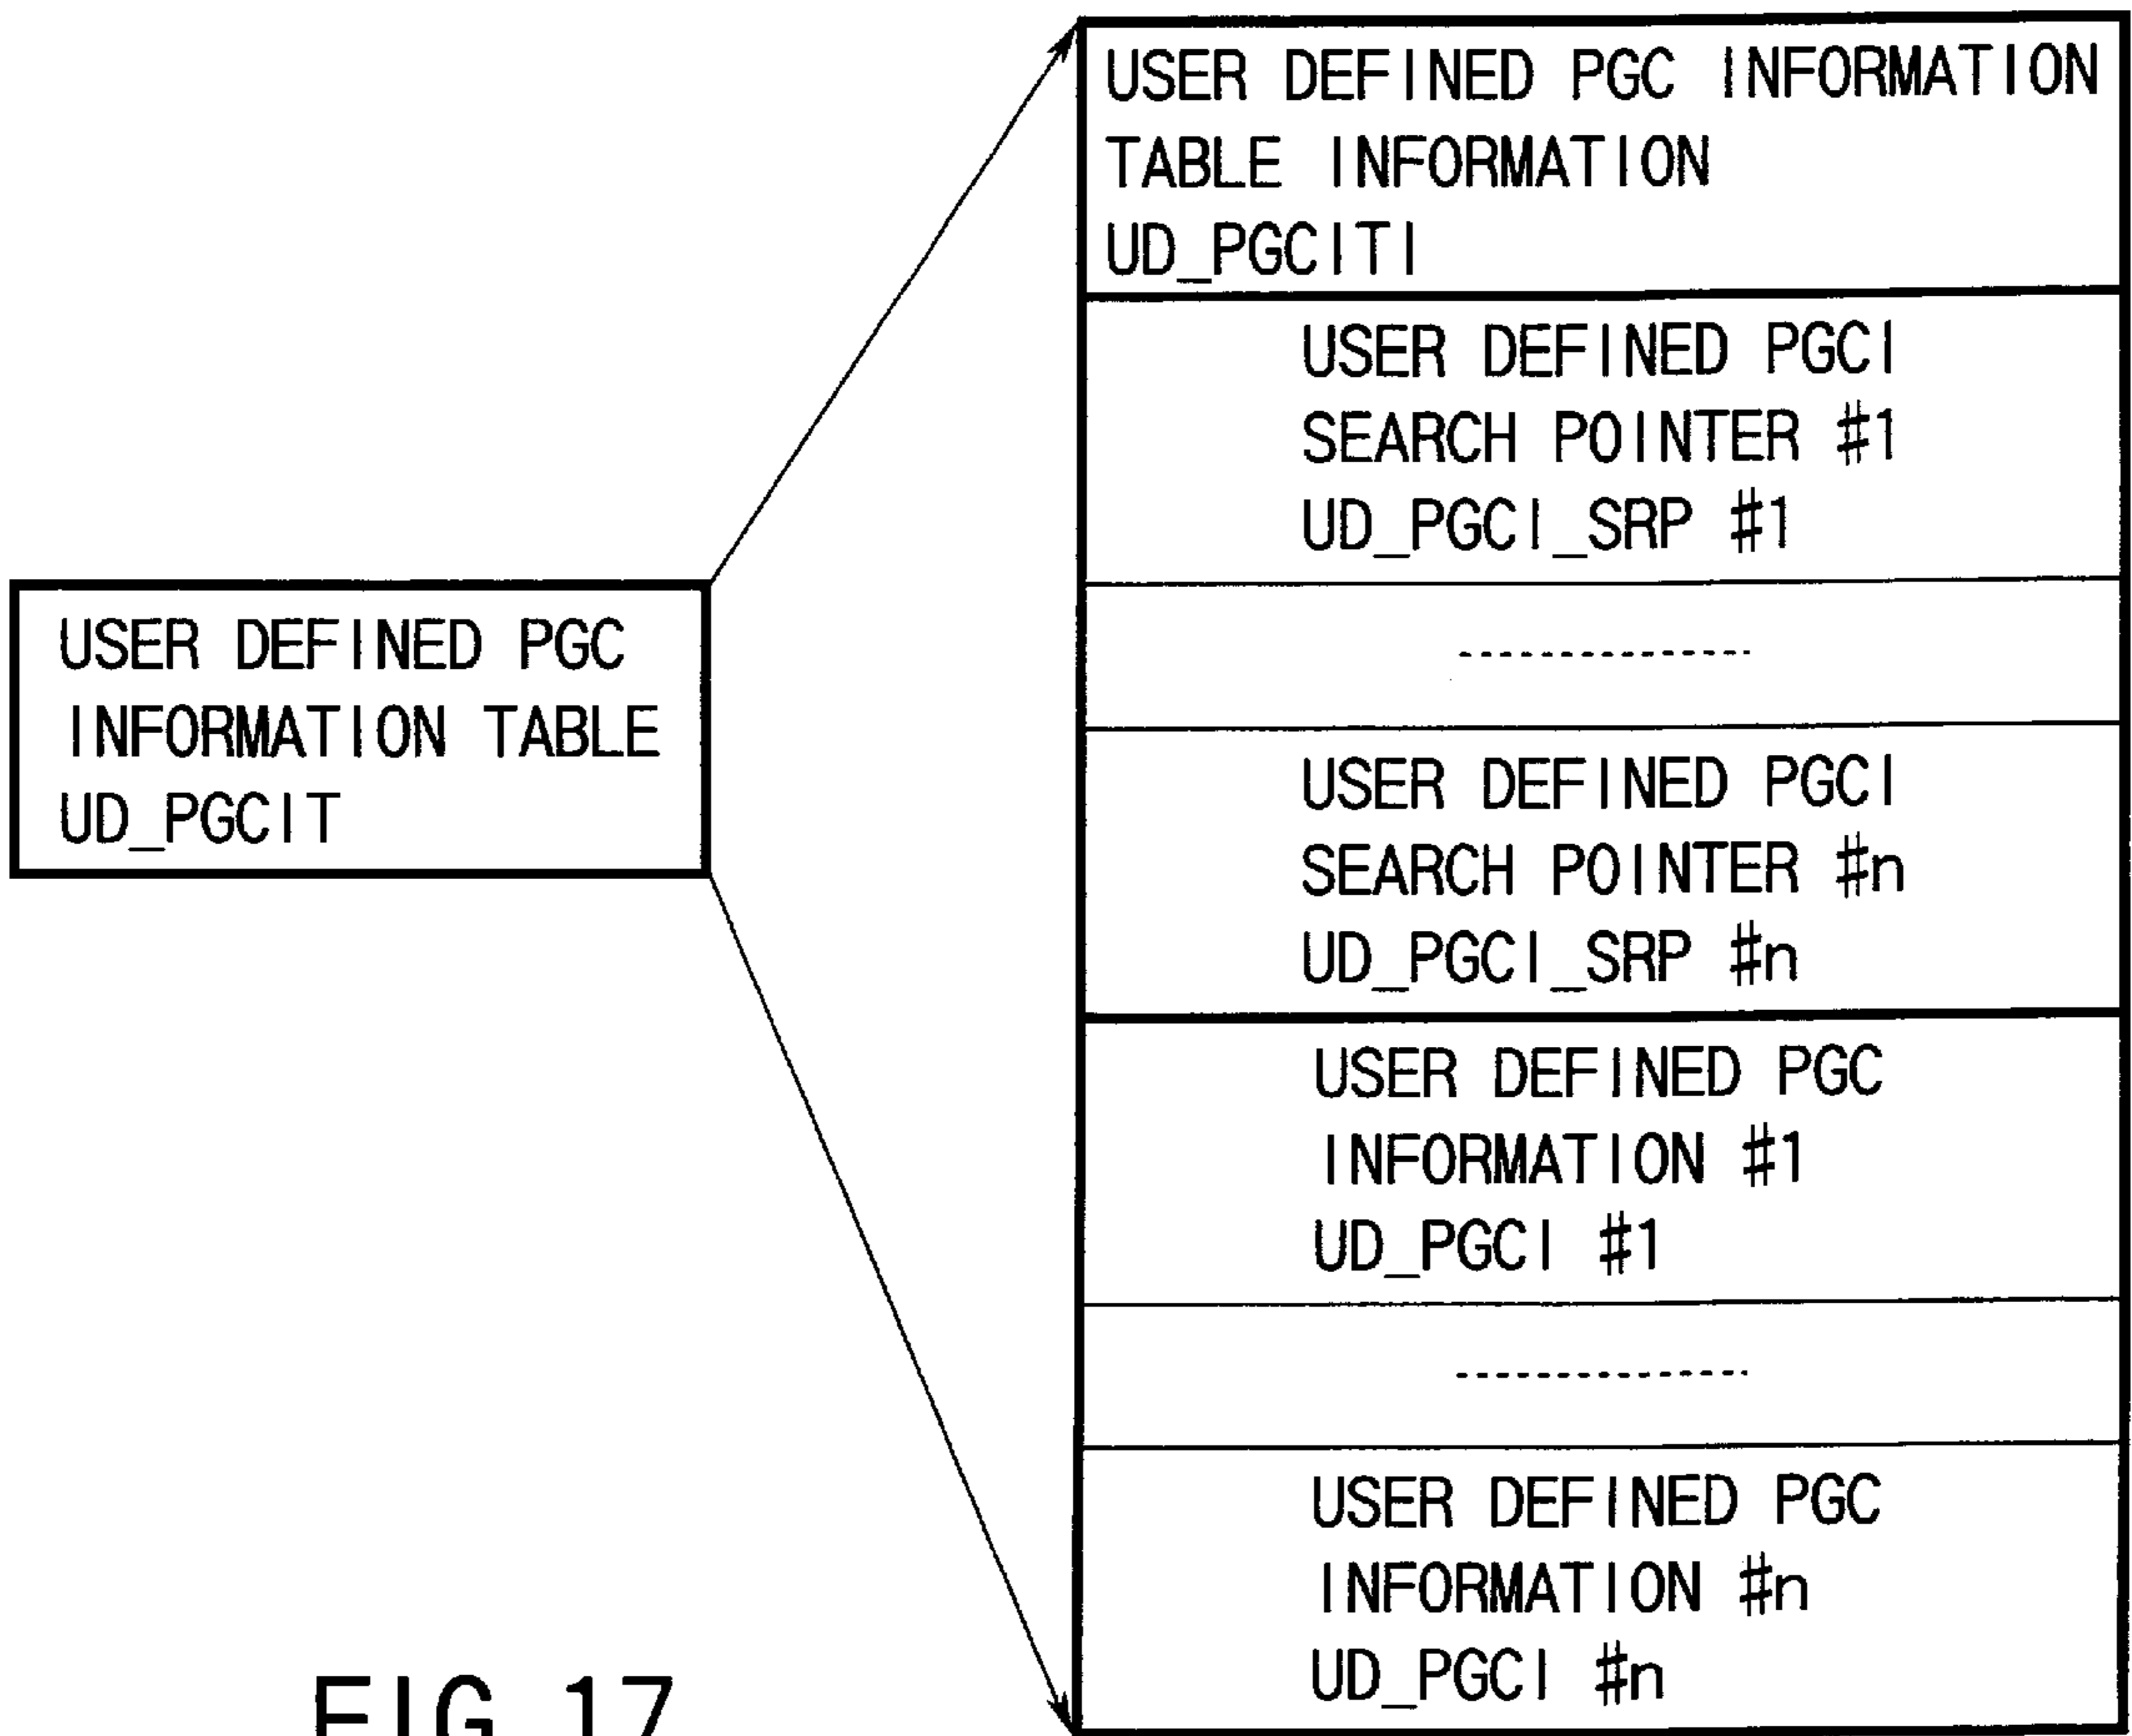 USER DEFINED PGC
INFORMATION TABLE
UD_PGCIT
USER DEFINED PGC INFORMATION
TABLE INFORMATION
UD_PGCITI
USER DEFINED PGCI
SEARCH POINTER #1
UD_PGCI_SRP #1
USER DEFINED PGCI
SEARCH POINTER #n
UD_PGCI_SRP #n
USER DEFINED PGC
INFORMATION #1
UD_PGCI #1
USER DEFINED PGC
INFORMATION #n
UD_PGCI #n
FIG. 17